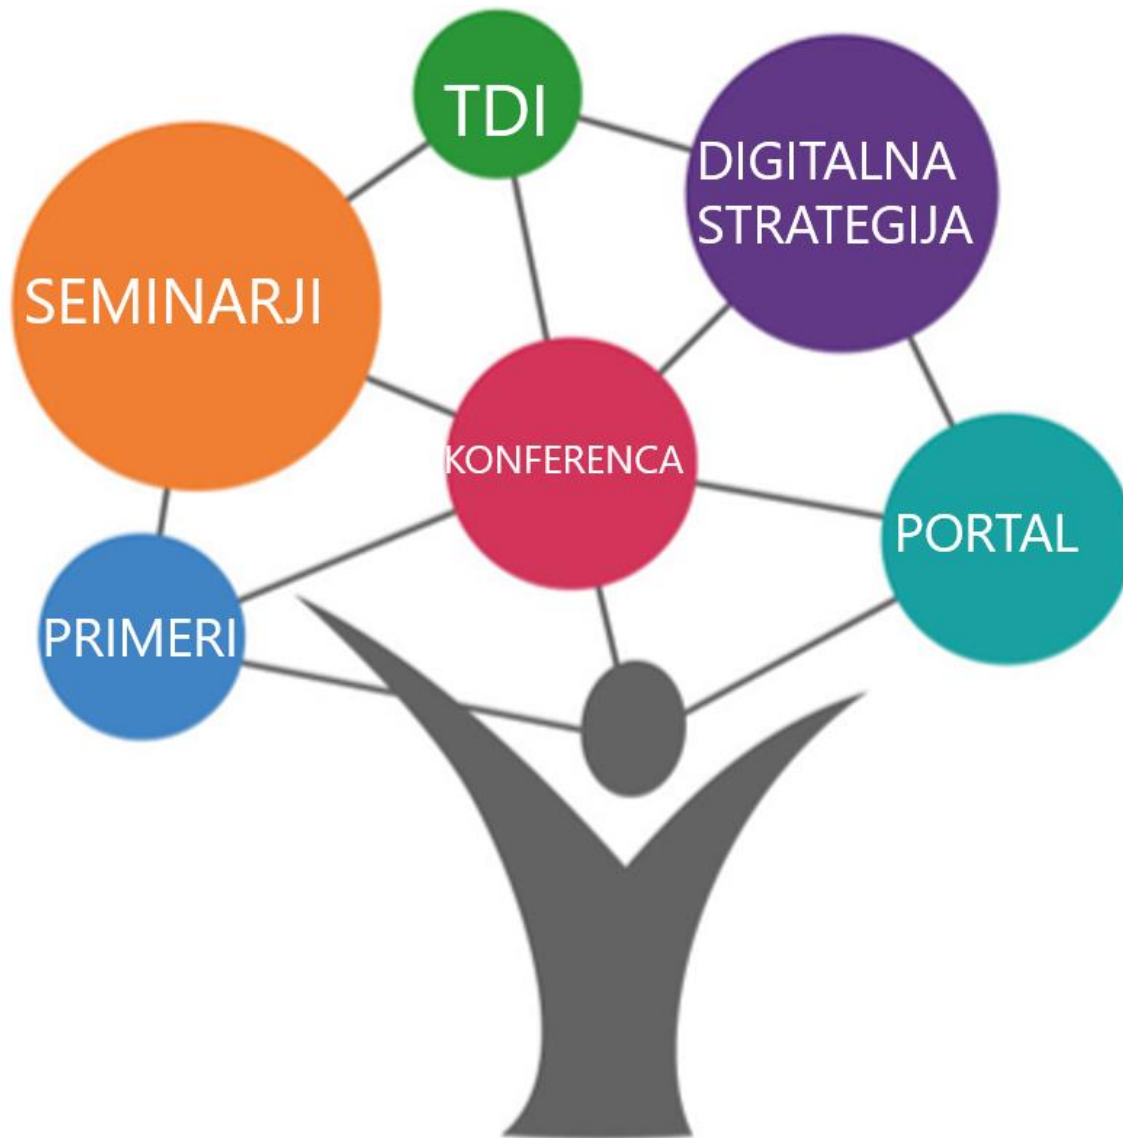 TDI
DIGITALNA
STRATEGIJA
SEMINARJI
KONFERENCA
PORTAL
PRIMERI